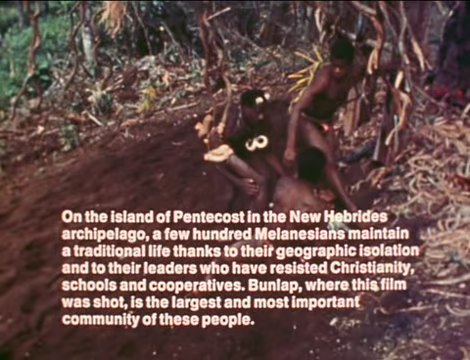 On the island of Pentecost in the New Hebrides
archipelago, a few hundred Melanesians maintain
a traditional life thanks to their geographic isolation
and to their leaders who have resisted Christianity,
schools and cooperatives. Bunlap, where this film
was shot, is the largest and most important
community of these people.